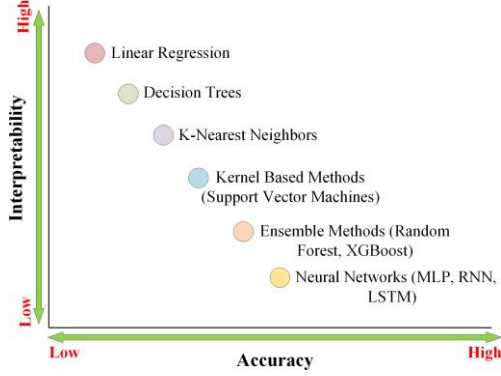 High
Linear Regression
Decision Trees
K-Nearest Neighbors
Kernel Based Methods
(Support Vector Machines)
Ensemble Methods (Random
Forest, XGBoost)
Neural Networks (MLP, RNN,
LSTM)
Interpretability
Low
Low
High
Accuracy